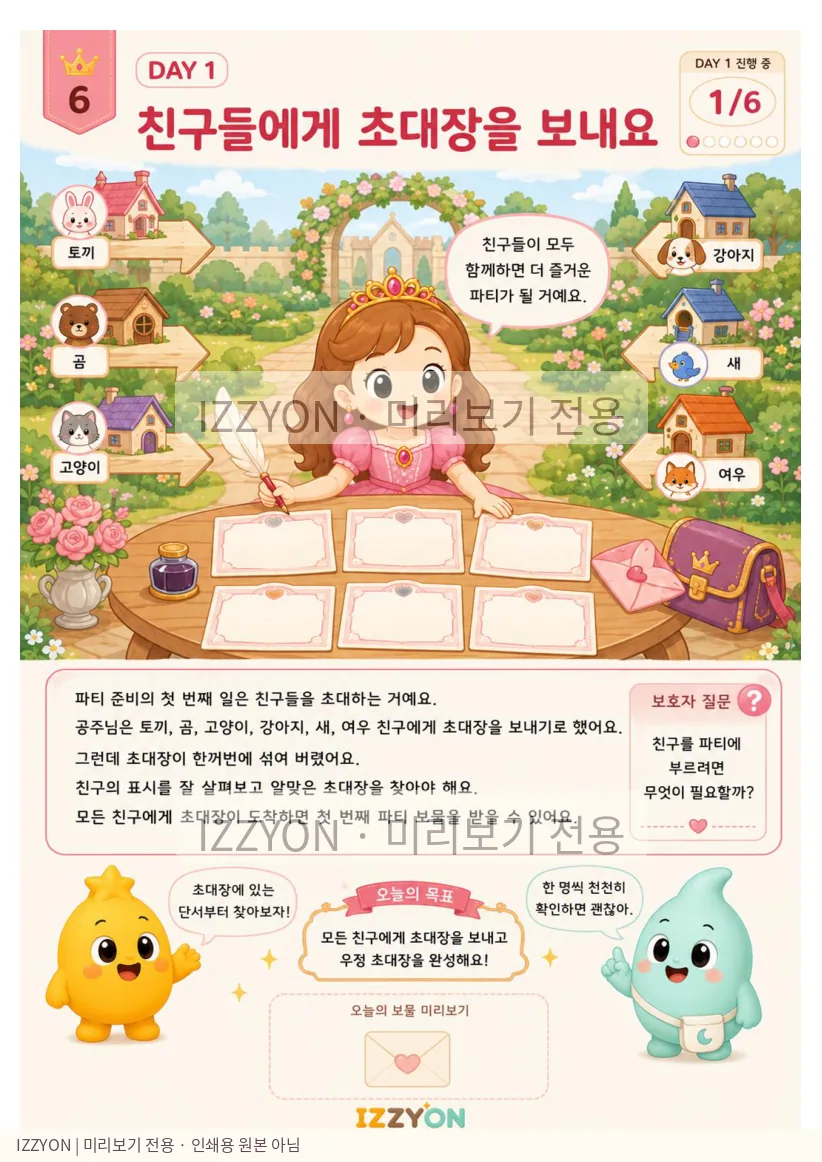 6
DAY 1
친구들에게 초대장을 보내요
DAY 1 진행 중
1/6
토끼
곰
고양이
친구들이 모두
함께하면 더 즐거운
파티가 될 거예요.
강아지
새
여우
IZZYON · 미리보기 전용
파티 준비의 첫 번째 일은 친구들을 초대하는 거예요.
공주님은 토끼, 곰, 고양이, 강아지, 새, 여우 친구에게 초대장을 보내기로 했어요.
그런데 초대장이 한꺼번에 섞여 버렸어요.
친구의 표시를 잘 살펴보고 알맞은 초대장을 찾아야 해요.
모든 친구에게 초대장이 도착하면 첫 번째 파티 보물을 받을 수 있어요.
보호자 질문 ?
친구를 파티에
부르려면
무엇이 필요할까?
IZZYON · 미리보기 전용
초대장에 있는
단서부터 찾아보자!
오늘의 목표
모든 친구에게 초대장을 보내고
우정 초대장을 완성해요!
한 명씩 천천히
확인하면 괜찮아.
오늘의 보물 미리보기
IZZYON
IZZYON | 미리보기 전용 · 인쇄용 원본 아님